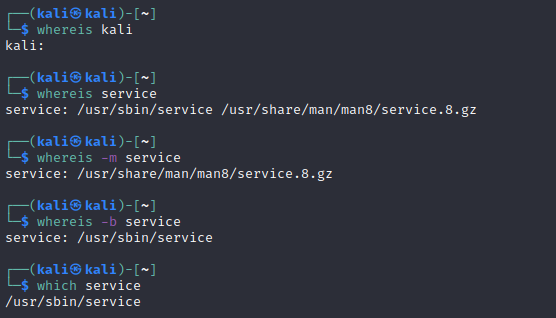 ┌──(kali㉿kali)-[~]
└─$ whereis kali
kali:
┌──(kali㉿kali)-[~]
└─$ whereis service
service: /usr/sbin/service /usr/share/man/man8/service.8.gz
┌──(kali㉿kali)-[~]
└─$ whereis -m service
service: /usr/share/man/man8/service.8.gz
┌──(kali㉿kali)-[~]
└─$ whereis -b service
service: /usr/sbin/service
┌──(kali㉿kali)-[~]
└─$ which service
/usr/sbin/service